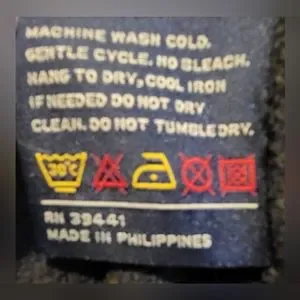 MACHINE WASH COLD.
GENTLE CYCLE. NO BLEACH.
HANG TO DRY, COOL IRON
IF NEEDED DO NOT DRY
CLEAN. DO NOT TUMBLE DRY.
30°C
RN 39441
MADE IN PHILIPPINES